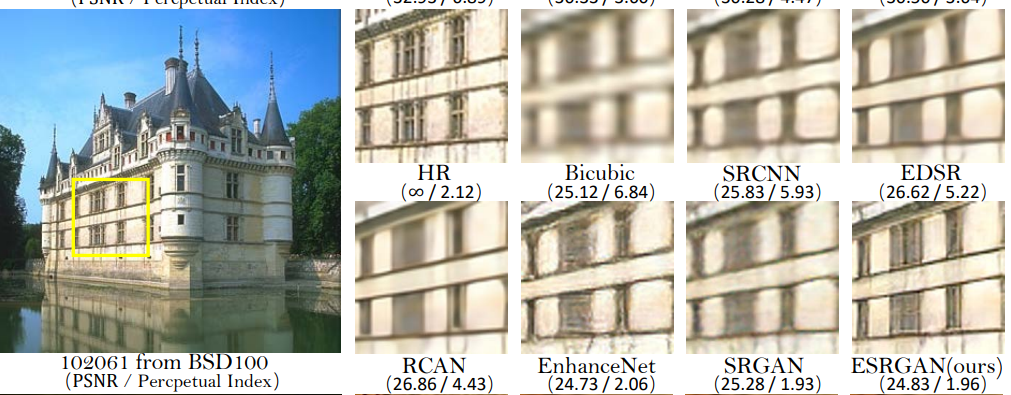 (PSNR / Percpetual Index)
HR
(∞ / 2.12)
Bicubic
(25.12 / 6.84)
SRCNN
(25.83 / 5.93)
EDSR
(26.62 / 5.22)
RCAN
(26.86 / 4.43)
EnhanceNet
(24.73 / 2.06)
SRGAN
(25.28 / 1.93)
ESRGAN(ours)
(24.83 / 1.96)
102061 from BSD100
(PSNR / Percpetual Index)